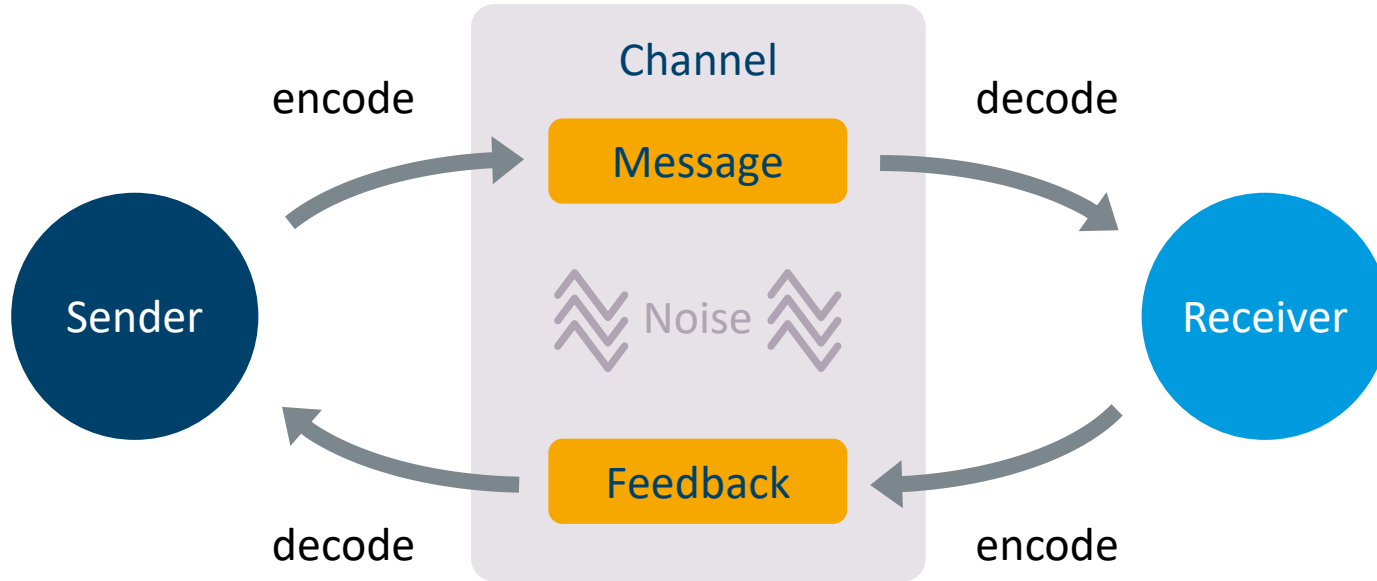 Channel
encode
decode
Message
Sender
Noise
Receiver
Feedback
decode
encode